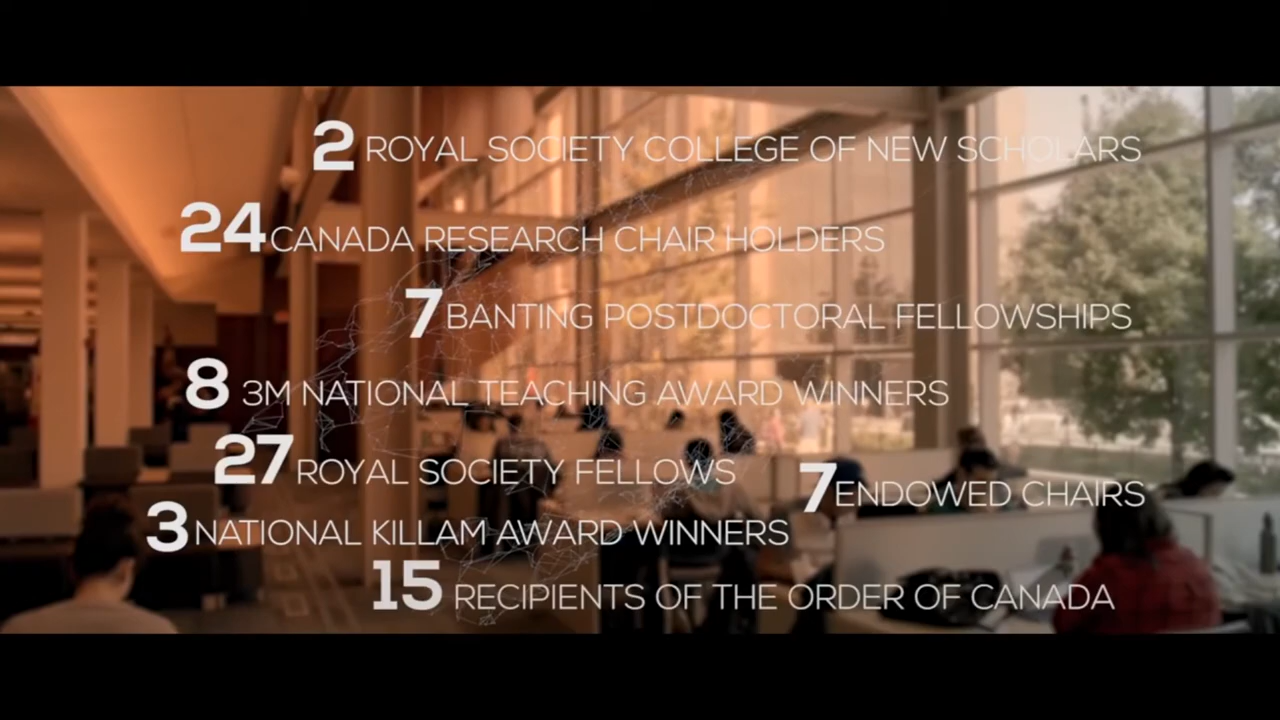 2 ROYAL SOCIETY COLLEGE OF NEW SCHOLARS
24 CANADA RESEARCH CHAIR HOLDERS
7 BANTING POSTDOCTORAL FELLOWSHIPS
8 3M NATIONAL TEACHING AWARD WINNERS
27 ROYAL SOCIETY FELLOWS
7 ENDOWED CHAIRS
3 NATIONAL KILLAM AWARD WINNERS
15 RECIPIENTS OF THE ORDER OF CANADA